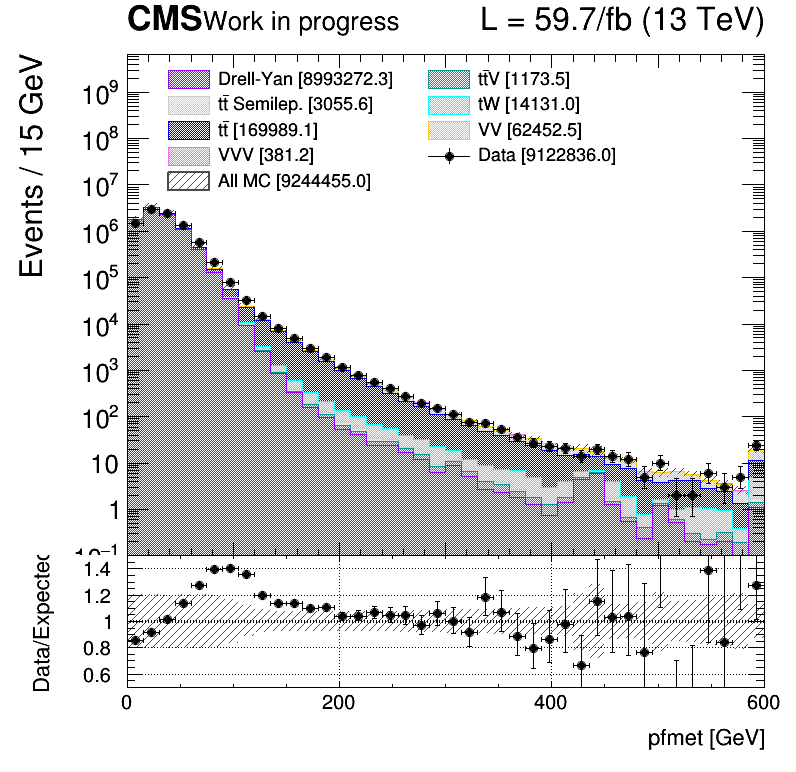 CMS Work in progress L = 59.7/fb (13 TeV)
Events / 15 GeV
Drell-Yan [8993272.3]
tt̄ Semilep. [3055.6]
tt̄ [169989.1]
VVV [381.2]
All MC [9244455.0]
tt̄V [1173.5]
tW [14131.0]
VV [62452.5]
Data [9122836.0]
10⁹
10⁸
10⁷
10⁶
10⁵
10⁴
10³
10²
10
1
10⁻¹
Data/Expected
1.4
1.2
1
0.8
0.6
0 200 400 600
pfmet [GeV]